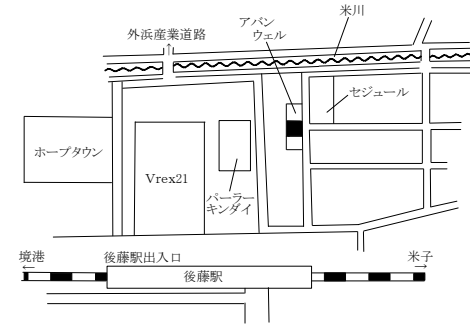 米川
アバン
ウェル
外浜産業道路
↑
セジュール
ホープタウン
Vrex21
パーラー
キンダイ
境港
←
後藤駅出入口
後藤駅
米子
→